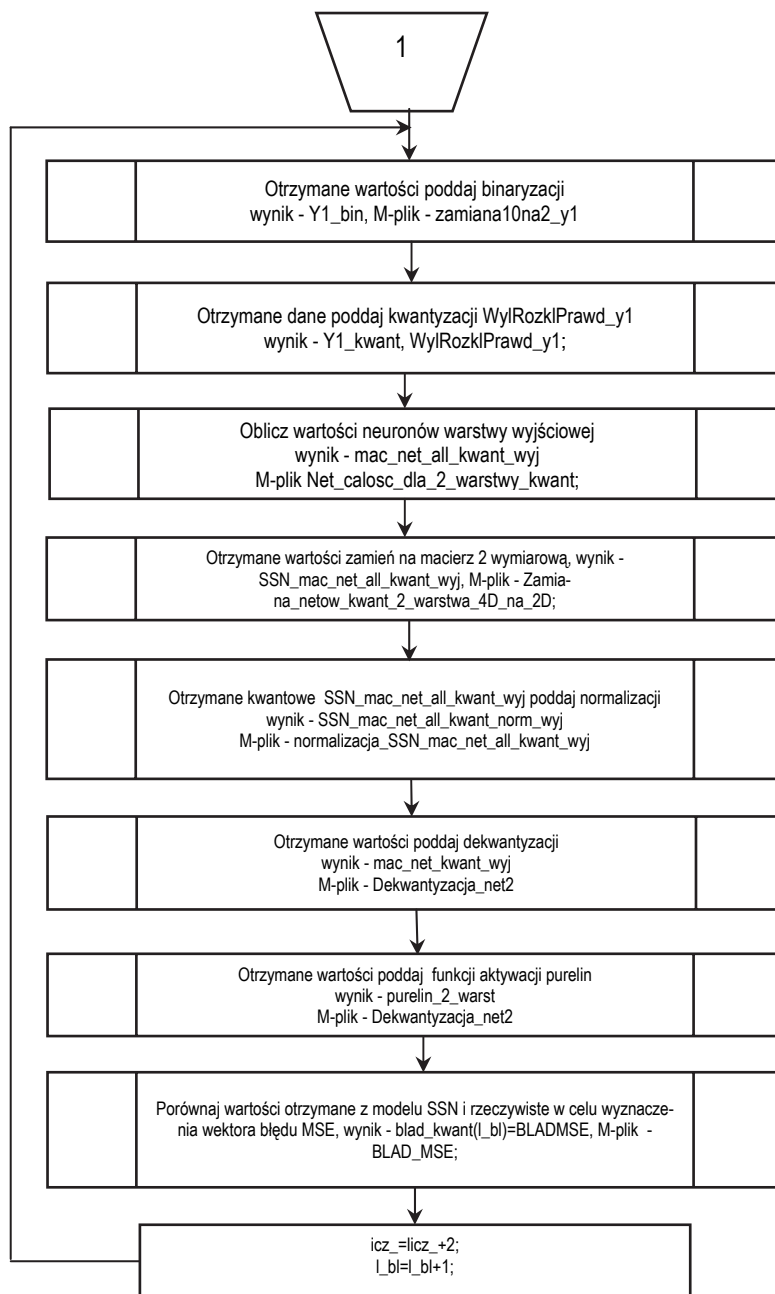 1
Otrzymane wartości poddaj binaryzacji
wynik - Y1_bin, M-plik - zamiana10na2_y1
Otrzymane dane poddaj kwantyzacji WylRozklPrawd_y1
wynik - Y1_kwant, WylRozklPrawd_y1;
Oblicz wartości neuronów warstwy wyjściowej
wynik - mac_net_all_kwant_wyj
M-plik Net_calosc_dla_2_warstwy_kwant;
Otrzymane wartości zamień na macierz 2 wymiarową, wynik -
SSN_mac_net_all_kwant_wyj, M-plik - Zamia-
na_netow_kwant_2_warstwa_4D_na_2D;
Otrzymane kwantowe SSN_mac_net_all_kwant_wyj poddaj normalizacji
wynik - SSN_mac_net_all_kwant_norm_wyj
M-plik - normalizacja_SSN_mac_net_all_kwant_wyj
Otrzymane wartości poddaj dekwantyzacji
wynik - mac_net_kwant_wyj
M-plik - Dekwantyzacja_net2
Otrzymane wartości poddaj funkcji aktywacji purelin
wynik - purelin_2_warst
M-plik - Dekwantyzacja_net2
Porównaj wartości otrzymane z modelu SSN i rzeczywiste w celu wyznacze-
nia wektora błędu MSE, wynik - blad_kwant(l_bl)=BLADMSE, M-plik -
BLAD_MSE;
icz_=licz_+2;
l_bl=l_bl+1;